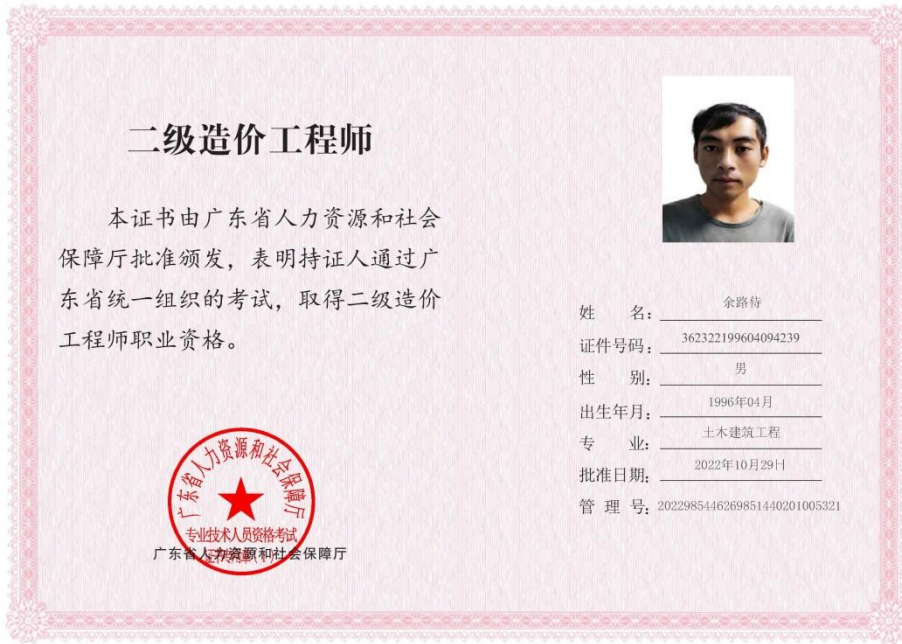 二级造价工程师
本证书由广东省人力资源和社会
保障厅批准颁发，表明持证人通过广
东省统一组织的考试，取得二级造价
工程师职业资格。
广东省人力资源和社会保障厅
专业技术人员资格考试
广东省人力资源和社会保障厅
姓 名：余路侍
证件号码：362322199604094239
性 别：男
出生年月：1996年04月
专 业：土木建筑工程
批准日期：2022年10月29日
管 理 号：2022985446269851440201005321